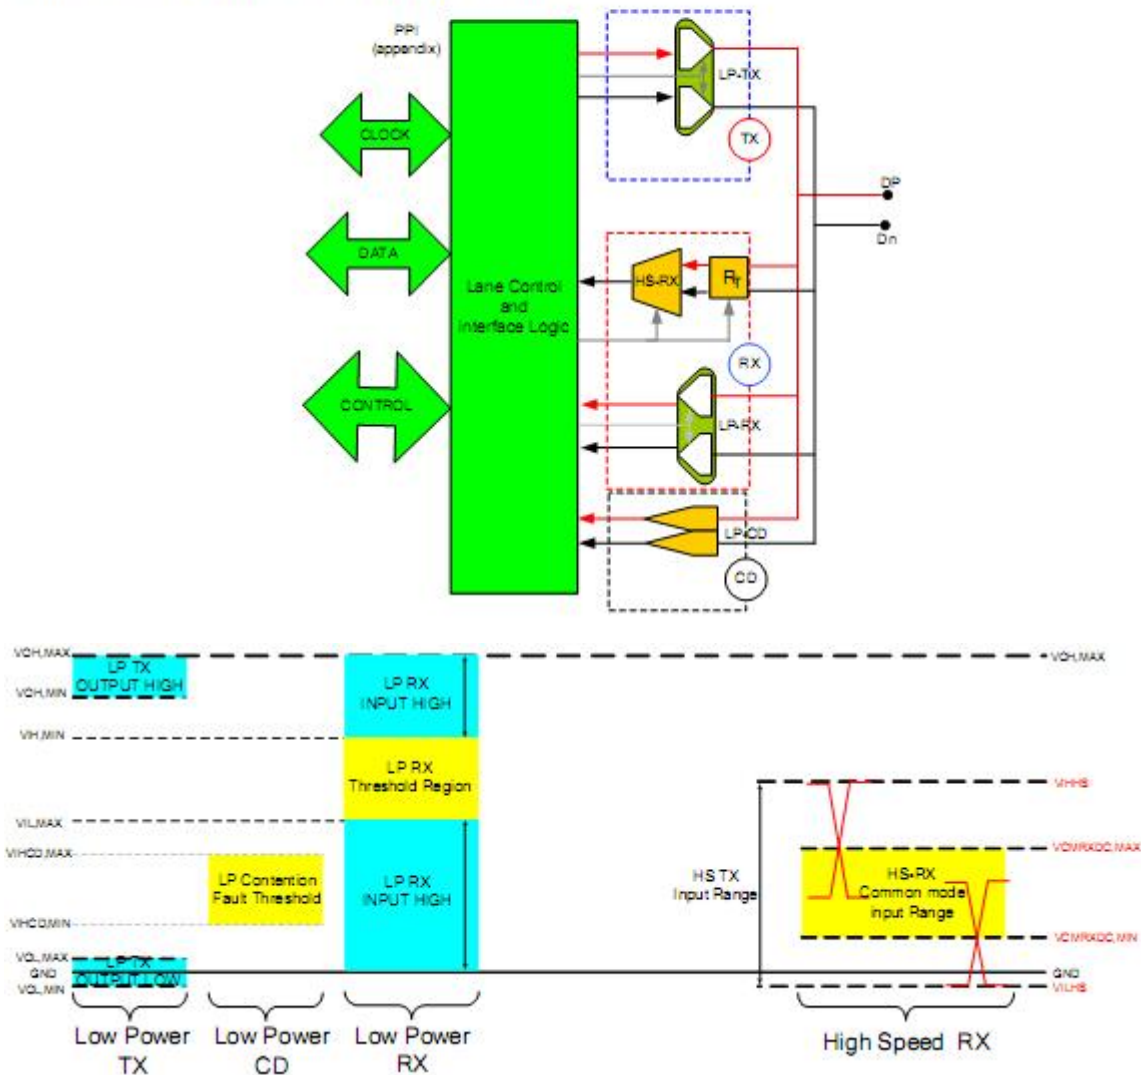 PPI
(appendix)
LP-TX
TX
CLOCK
DP
Dn
DATA
Lane Control
and
interface Logic
HS-RX
RT
RX
CONTROL
LP-RX
LP-CD
CD
VOH,MAX
LP TX
OUTPUT HIGH
VOH,MIN
VIH,MIN
VIL,MAX
VIHCD,MAX
LP Contention
Fault Threshold
VIHCD,MIN
VOL,MAX
GND
LP TX
OUTPUT LOW
VOL,MIN
LP RX
INPUT HIGH
LP RX
Threshold Region
LP RX
INPUT HIGH
VOH,MAX
VIHHS
HS TX
Input Range
VCMRXDC,MAX
HS-RX
Common mode
input Range
VCMRXDC,MIN
GND
VILHS
Low Power
TX
Low Power
CD
Low Power
RX
High Speed RX